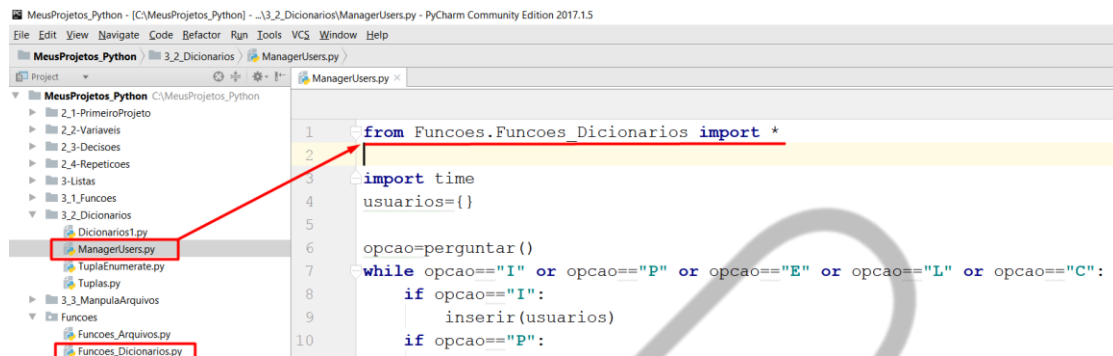 MeusProjetos_Python - [C:\MeusProjetos_Python] - ...\3_2_Dicionarios\ManagerUsers.py - PyCharm Community Edition 2017.1.5
File Edit View Navigate Code Refactor Run Tools VCS Window Help
MeusProjetos_Python 3_2_Dicionarios ManagerUsers.py
Project
ManagerUsers.py
MeusProjetos_Python C:\MeusProjetos_Python
2_1-PrimeiroProjeto
2_2-Variaveis
2_3-Decisoes
2_4-Repeticoes
3-Listas
3_1_Funcoes
3_2_Dicionarios
Dicionarios1.py
ManagerUsers.py
TuplaEnumerate.py
Tuplas.py
3_3_ManpulaArquivos
Funcoes
Funcoes_Arquivos.py
Funcoes_Dicionarios.py
1 from Funcoes.Funcoes_Dicionarios import *
2
3 import time
4 usuarios={}
5
6 opcao=perguntar()
7 while opcao=="I" or opcao=="P" or opcao=="E" or opcao=="L" or opcao=="C":
8 if opcao=="I":
9 inserir(usuarios)
10 if opcao=="P":